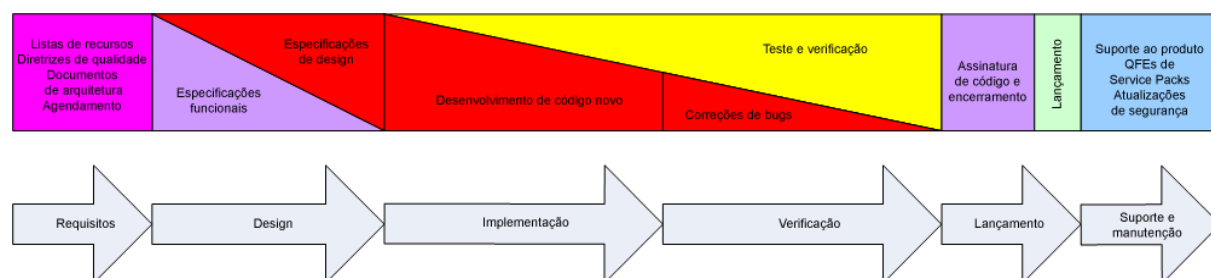 Listas de recursos
Diretrizes de qualidade
Documentos
de arquitetura
Agendamento
Especificações
funcionais
Especificações
de design
Desenvolvimento de código novo
Teste e verificação
Correções de bugs
Assinatura
de código e
encerramento
Lançamento
Suporte ao produto
QFEs de
Service Packs
Atualizações
de segurança
Requisitos
Design
Implementação
Verificação
Lançamento
Suporte e
manutenção